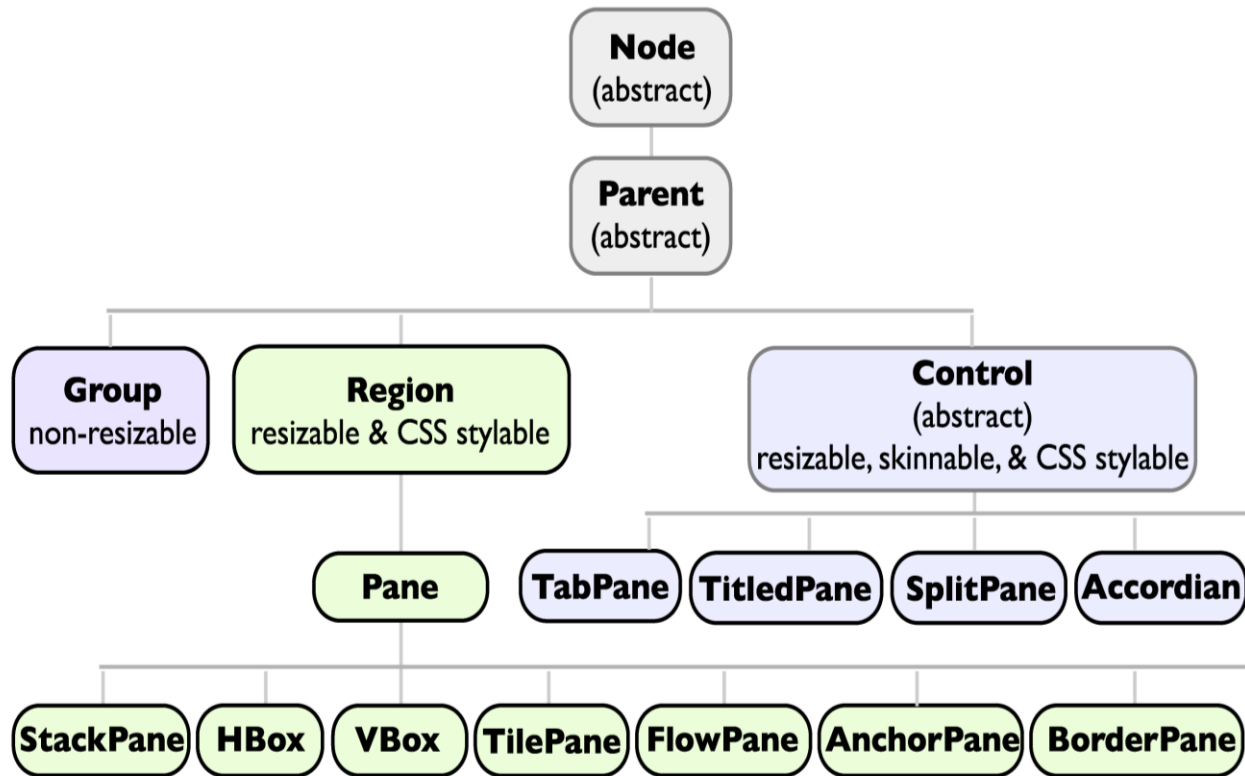 Node
(abstract)
Parent
(abstract)
Group
non-resizable
Region
resizable & CSS stylable
Control
(abstract)
resizable, skinnable, & CSS stylable
Pane
TabPane
TitledPane
SplitPane
Accordian
StackPane
HBox
VBox
TilePane
FlowPane
AnchorPane
BorderPane